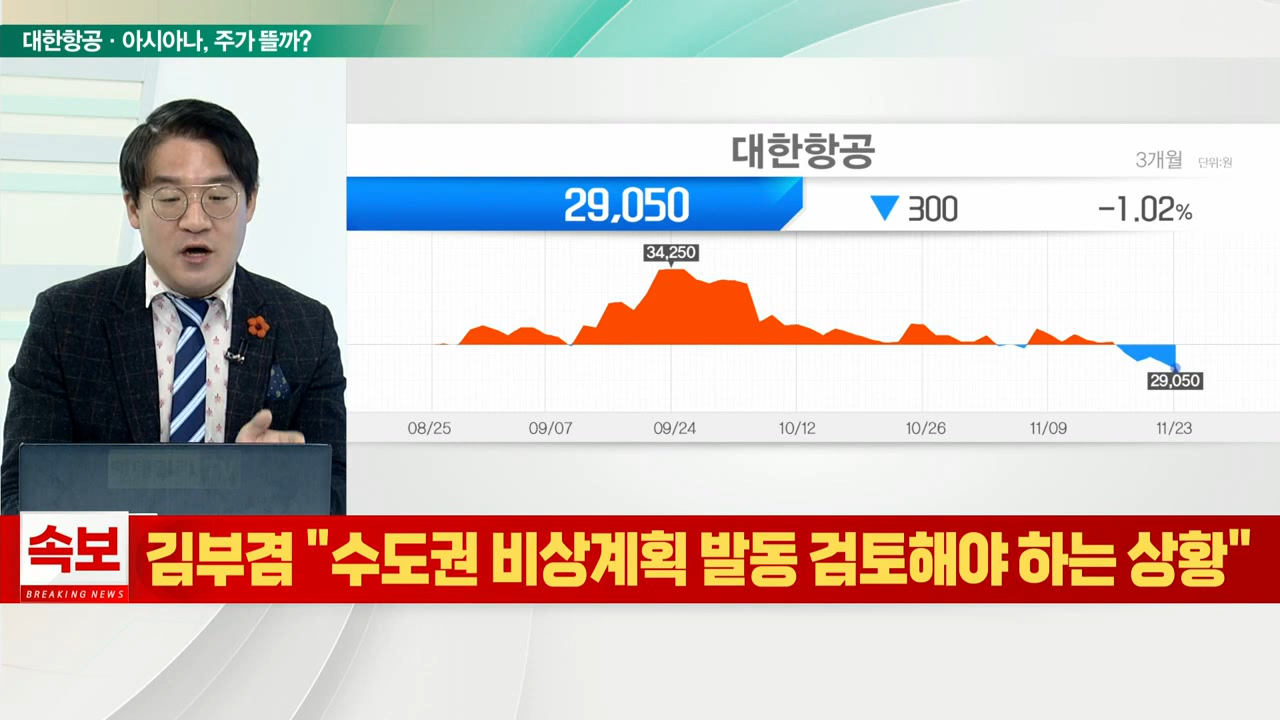 대한항공 · 아시아나, 주가 뜰까?
대한항공
3개월 단위:원
29,050 ▼ 300 -1.02%
34,250
29,050
08/25 09/07 09/24 10/12 10/26 11/09 11/23
속보
BREAKING NEWS
김부겸 "수도권 비상계획 발동 검토해야 하는 상황"